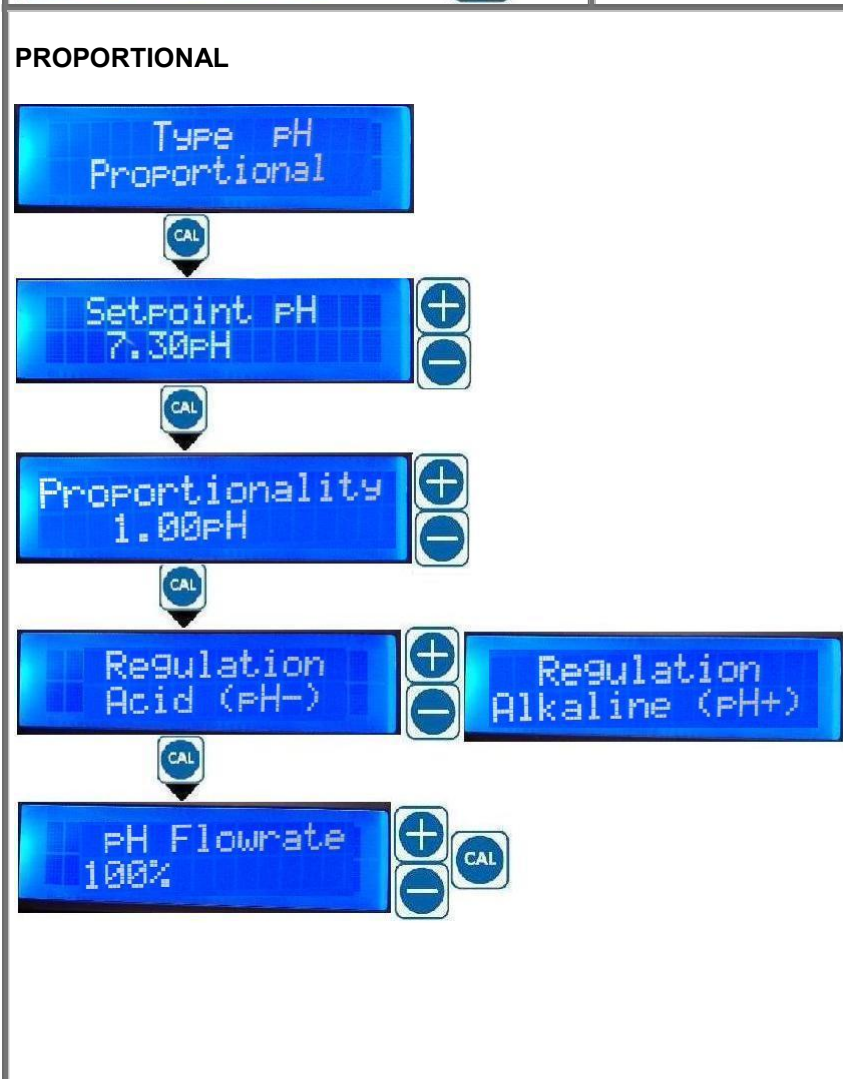 PROPORTIONAL
Type pH
Proportional
CAL
Setpoint pH
7.30pH
CAL
Proportionality
1.00pH
CAL
Regulation
Acid (pH-)
Regulation
Alkaline (pH+)
CAL
pH Flowrate
100%
CAL